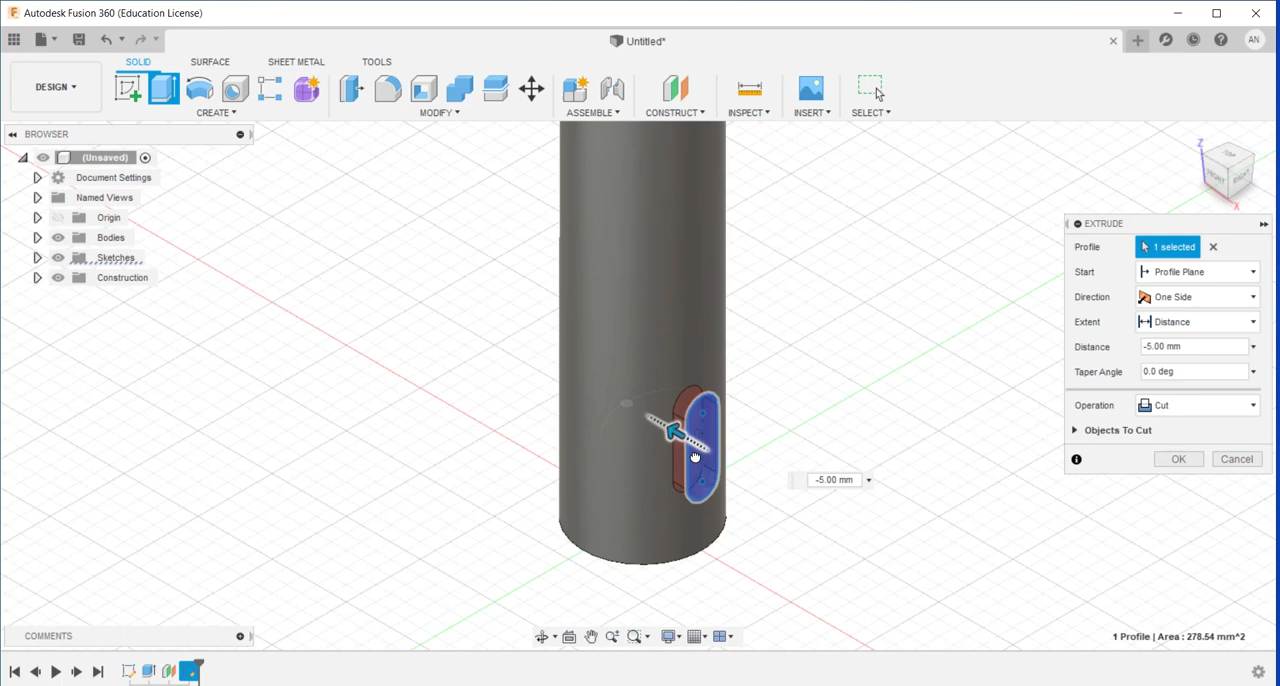 Autodesk Fusion 360 (Education License)
Untitled*
AN
SOLID SURFACE SHEET METAL TOOLS
DESIGN
CREATE MODIFY ASSEMBLE CONSTRUCT INSPECT INSERT SELECT
BROWSER
(Unsaved)
Document Settings
Named Views
Origin
Bodies
Sketches
Construction
Z
TOP
FRONT
RIGHT
X
EXTRUDE
Profile 1 selected
Start Profile Plane
Direction One Side
Extent Distance
Distance -5.00 mm
Taper Angle 0.0 deg
Operation Cut
Objects To Cut
OK Cancel
-5.00 mm
COMMENTS
1 Profile | Area : 278.54 mm^2